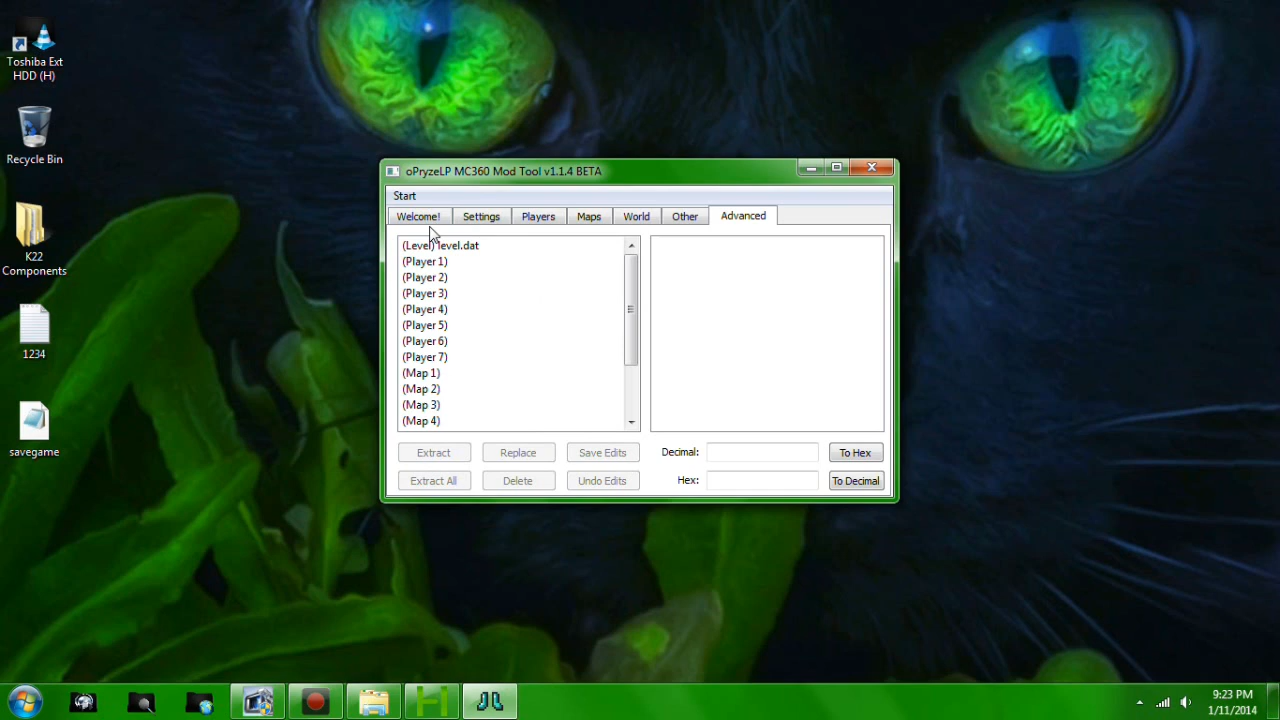 Toshiba Ext
HDD (H)
Recycle Bin
K22
Components
1234
savegame
oPryzeLP MC360 Mod Tool v1.1.4 BETA
Start
Welcome! Settings Players Maps World Other Advanced
(Level) level.dat
(Player 1)
(Player 2)
(Player 3)
(Player 4)
(Player 5)
(Player 6)
(Player 7)
(Map 1)
(Map 2)
(Map 3)
(Map 4)
Extract Replace Save Edits Decimal: To Hex
Extract All Delete Undo Edits Hex: To Decimal
9:23 PM
1/11/2014